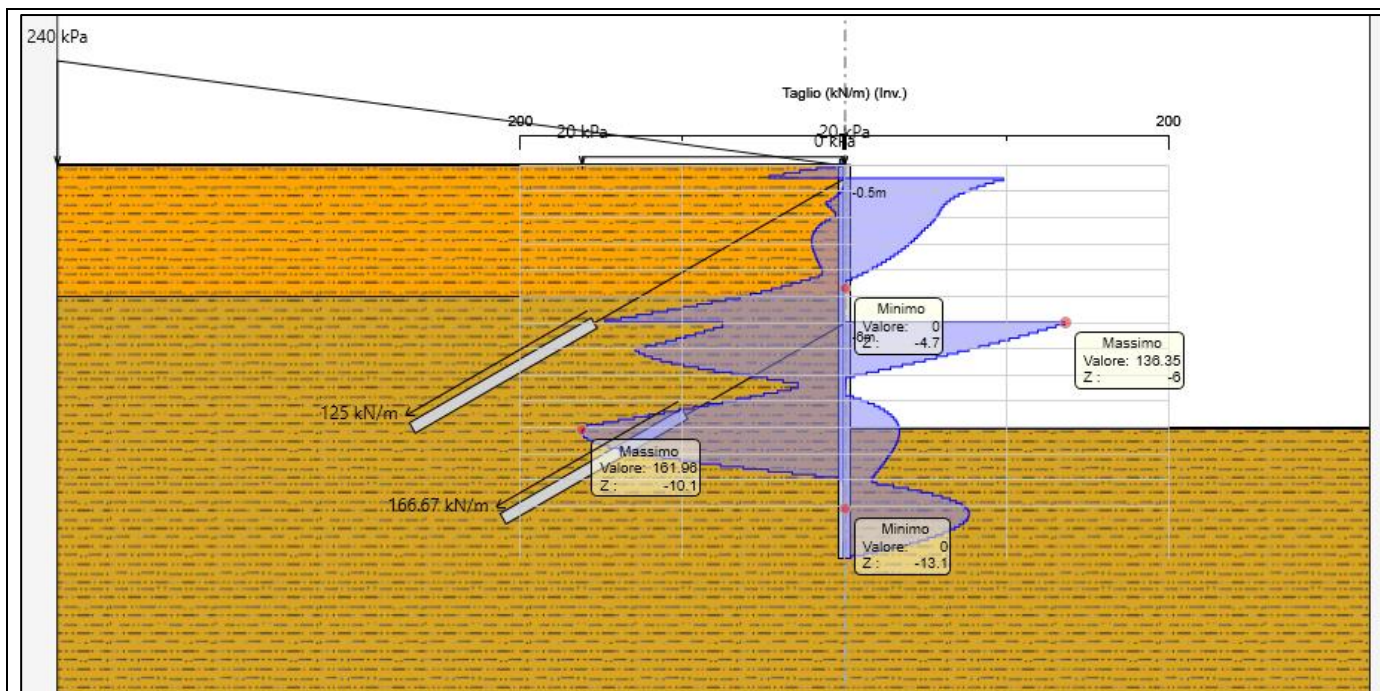 240 kPa
Taglio (kN/m) (Inv.)
200
200
20 kPa
20 kPa
0 kPa
-0.5m
Minimo
Valore: 0
Z : -4.7
-6m
Massimo
Valore: 136.35
Z : -6
125 kN/m
Massimo
Valore: 161.96
Z : -10.1
166.67 kN/m
Minimo
Valore: 0
Z : -13.1